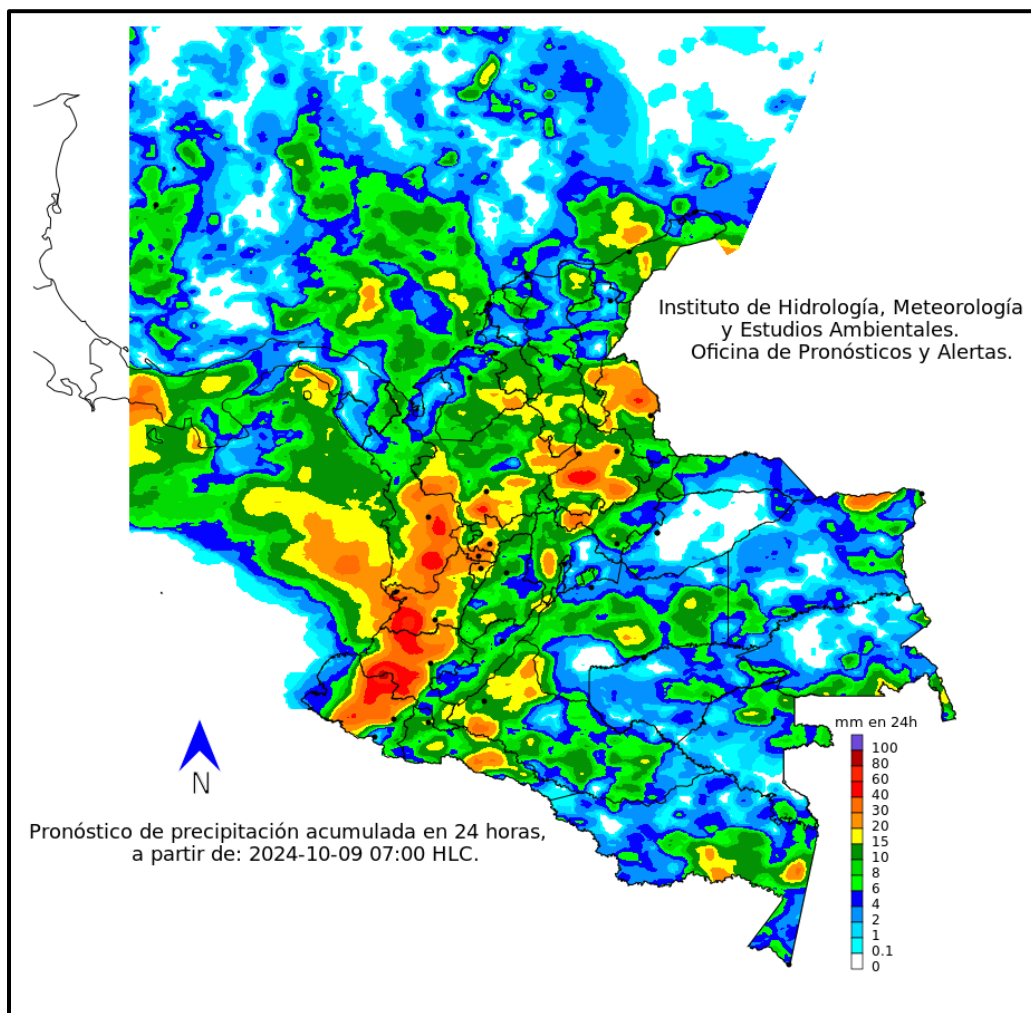 Instituto de Hidrología, Meteorología
y Estudios Ambientales.
Oficina de Pronósticos y Alertas.
mm en 24h
100
80
60
40
30
20
15
10
8
6
4
2
1
0.1
0
N
Pronóstico de precipitación acumulada en 24 horas,
a partir de: 2024-10-09 07:00 HLC.